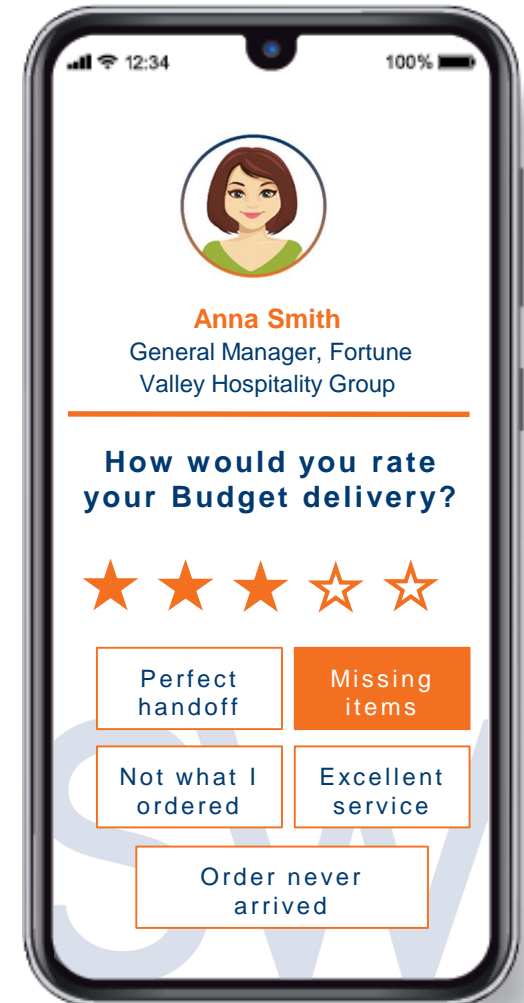 12:34 100%
Anna Smith
General Manager, Fortune
Valley Hospitality Group
How would you rate
your Budget delivery?
Perfect
handoff
Missing
items
Not what I
ordered
Excellent
service
Order never
arrived
SW